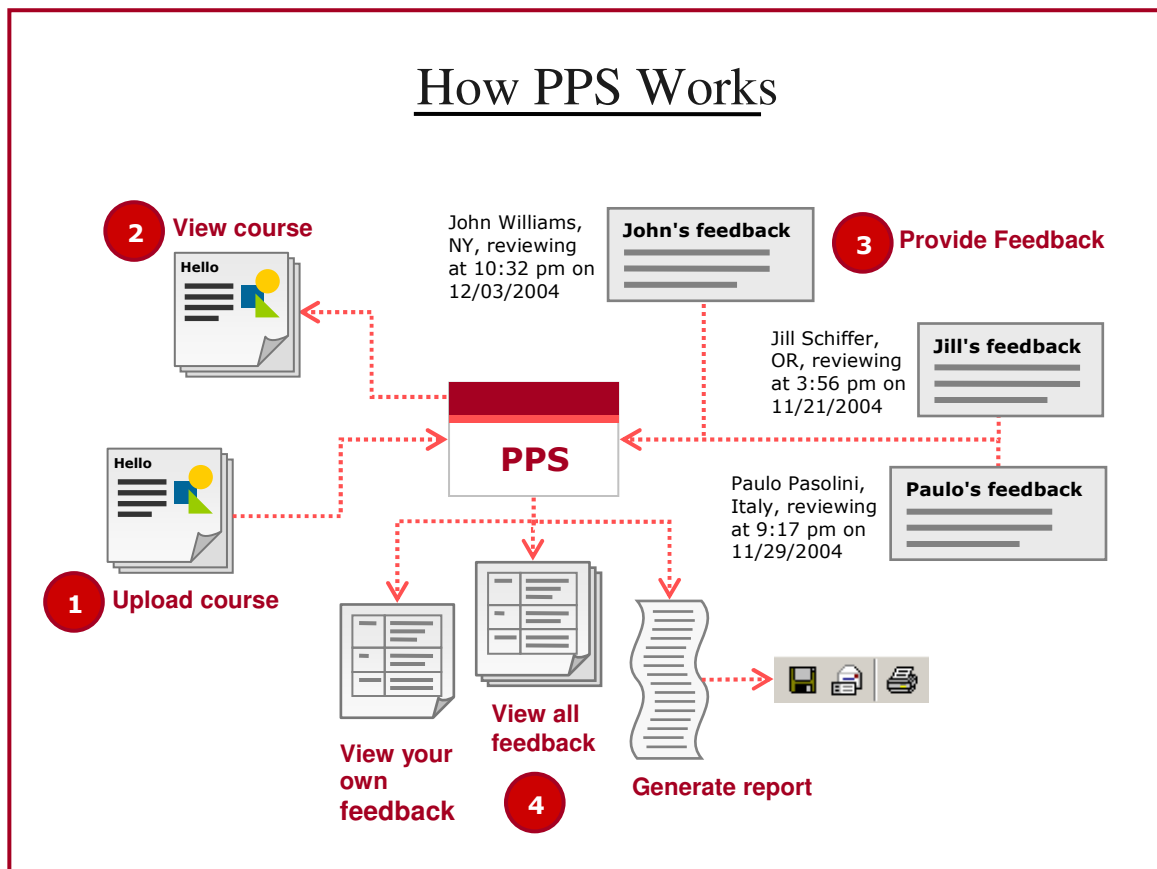 How PPS Works
2
View course
Hello
John Williams,
NY, reviewing
at 10:32 pm on
12/03/2004
John's feedback
3
Provide Feedback
Jill Schiffer,
OR, reviewing
at 3:56 pm on
11/21/2004
Jill's feedback
PPS
Paulo Pasolini,
Italy, reviewing
at 9:17 pm on
11/29/2004
Paulo's feedback
Hello
1
Upload course
View your
own
feedback
View all
feedback
4
Generate report